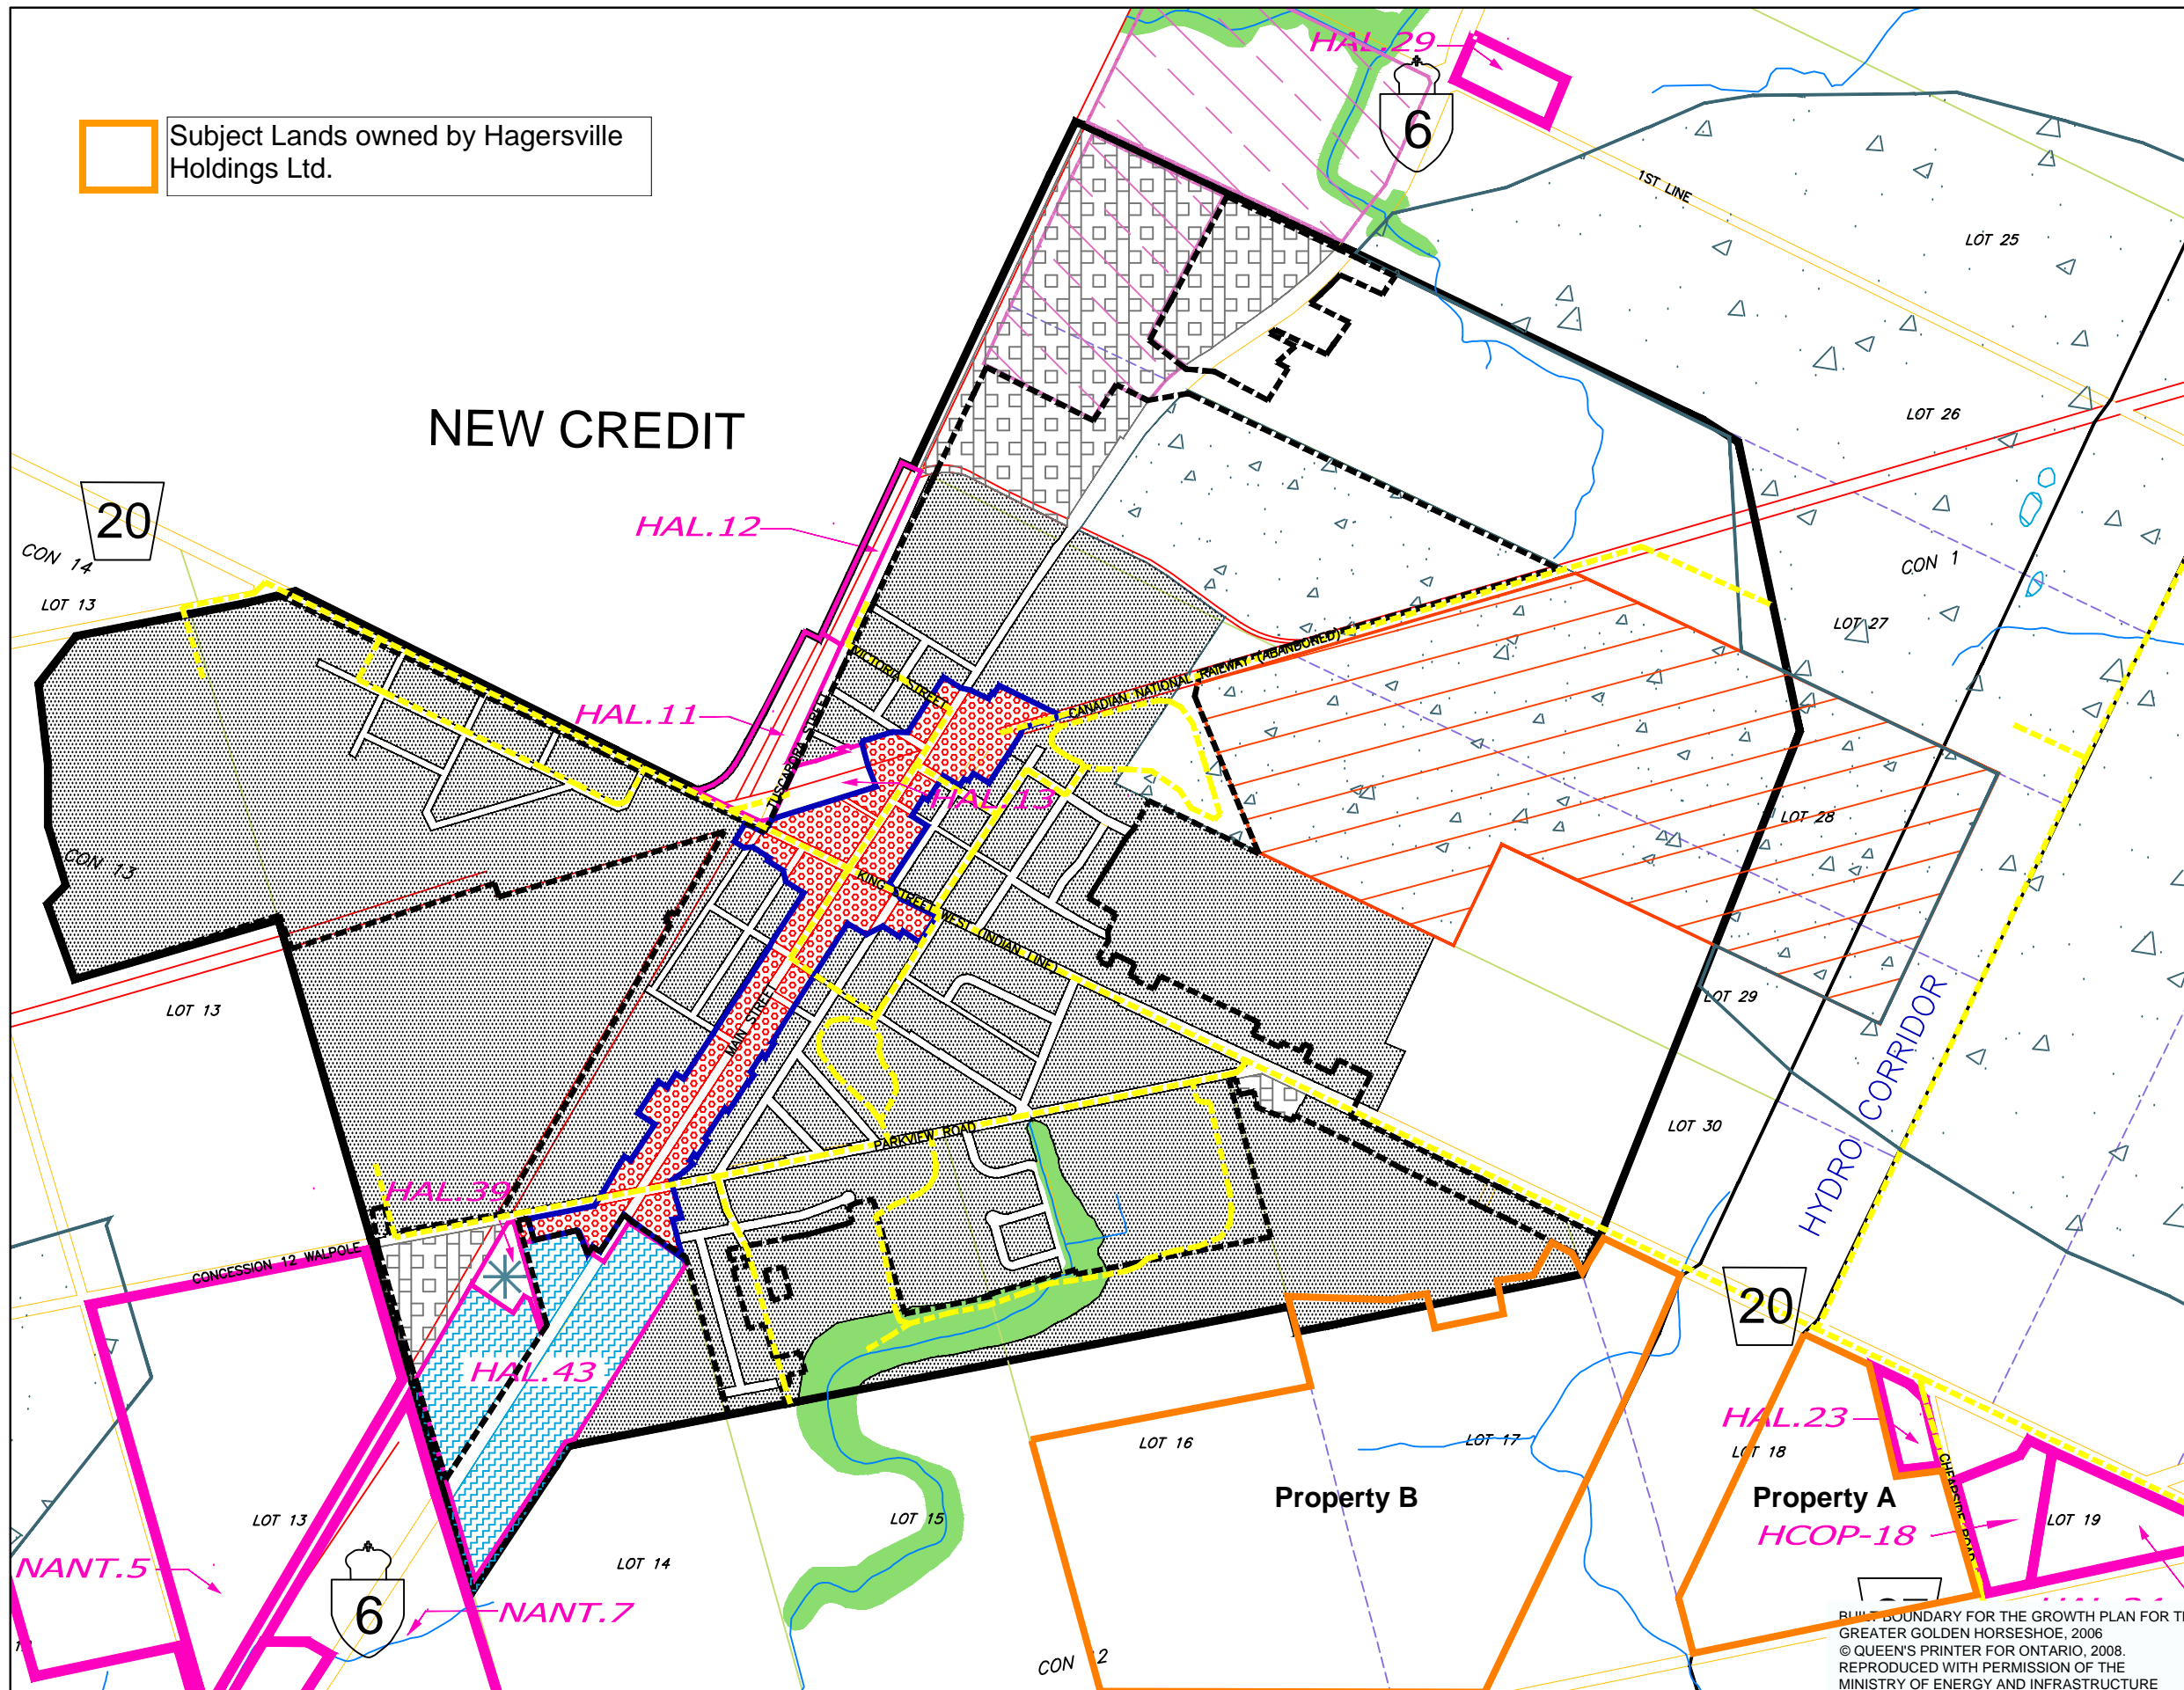 HAL.29
6
Subject Lands owned by Hagersville
Holdings Ltd.
1ST LINE
LOT 25
NEW CREDIT
LOT 26
20
HAL.12
CON 14
LOT 13
CON 1
LOT 27
VICTORIA STREET
CANADIAN NATIONAL RAILWAY (ABANDONED)
HAL.11
TUSCARORA STREET
HAL.13
LOT 28
CON 13
KING STREET WEST (INDIAN LINE)
LOT 13
LOT 29
MAIN STREET
HYDRO CORRIDOR
LOT 30
PARKVIEW ROAD
HAL.39
CONCESSION 12 WALPOLE
20
HAL.43
HAL.23
LOT 16
LOT 17
LOT 18
CHEAPSIDE ROAD
Property B
Property A
LOT 13
LOT 15
HCOP-18
LOT 19
NANT.5
LOT 14
6
NANT.7
CON
2
BUILT BOUNDARY FOR THE GROWTH PLAN FOR
GREATER GOLDEN HORSESHOE, 2006
© QUEEN'S PRINTER FOR ONTARIO, 2008.
REPRODUCED WITH PERMISSION OF THE
MINISTRY OF ENERGY AND INFRASTRUCTURE